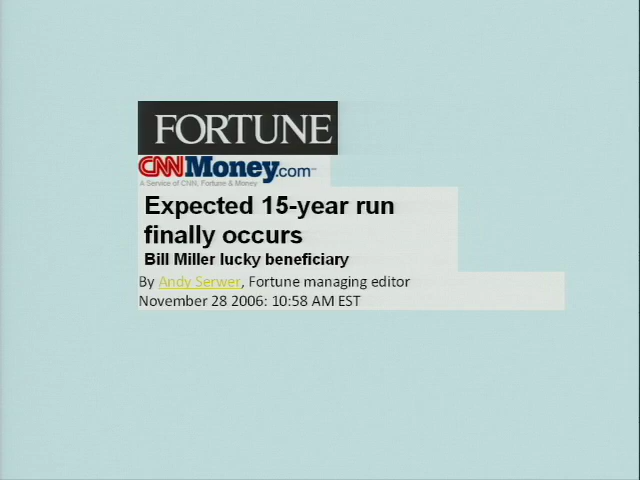 FORTUNE
CNNMoney.com
A Service of CNN, Fortune & Money
Expected 15-year run
finally occurs
Bill Miller lucky beneficiary
By Andy Serwer, Fortune managing editor
November 28 2006: 10:58 AM EST